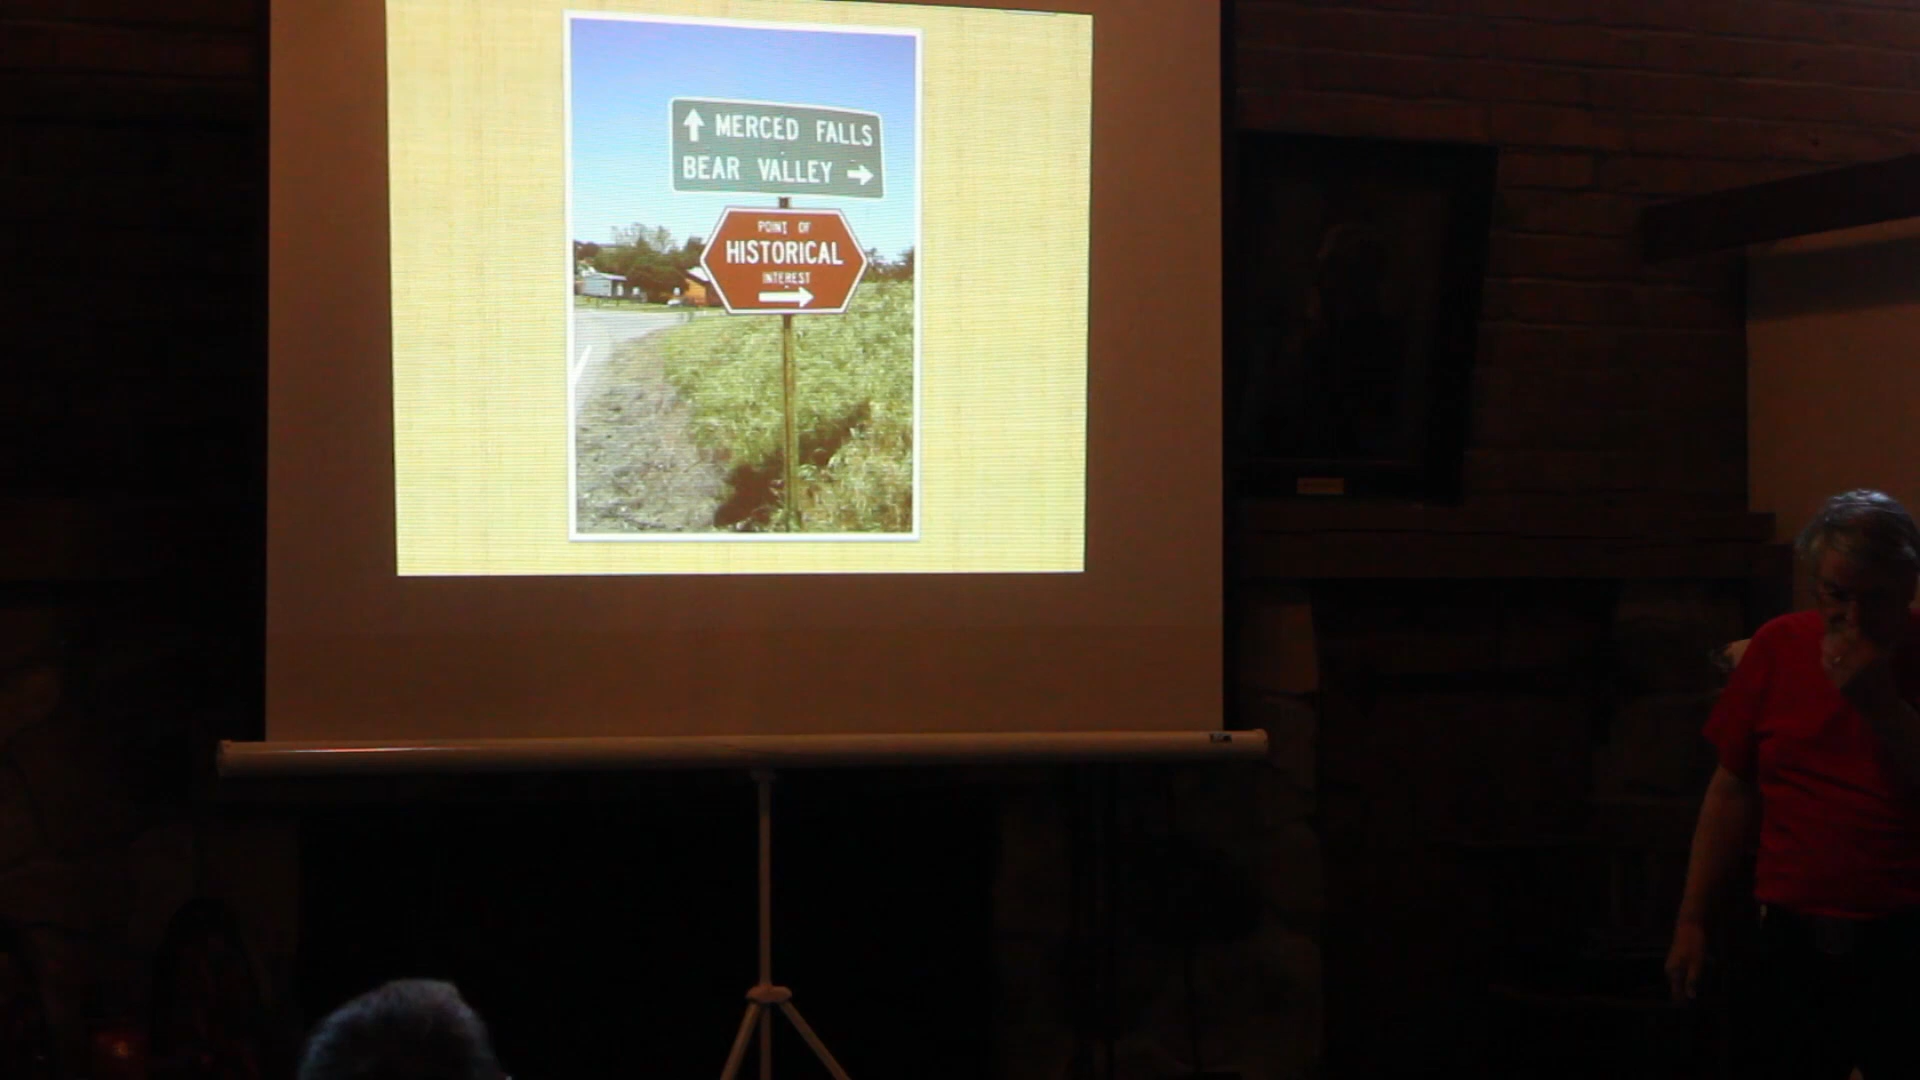 MERCED FALLS
BEAR VALLEY
POINT OF
HISTORICAL
INTEREST